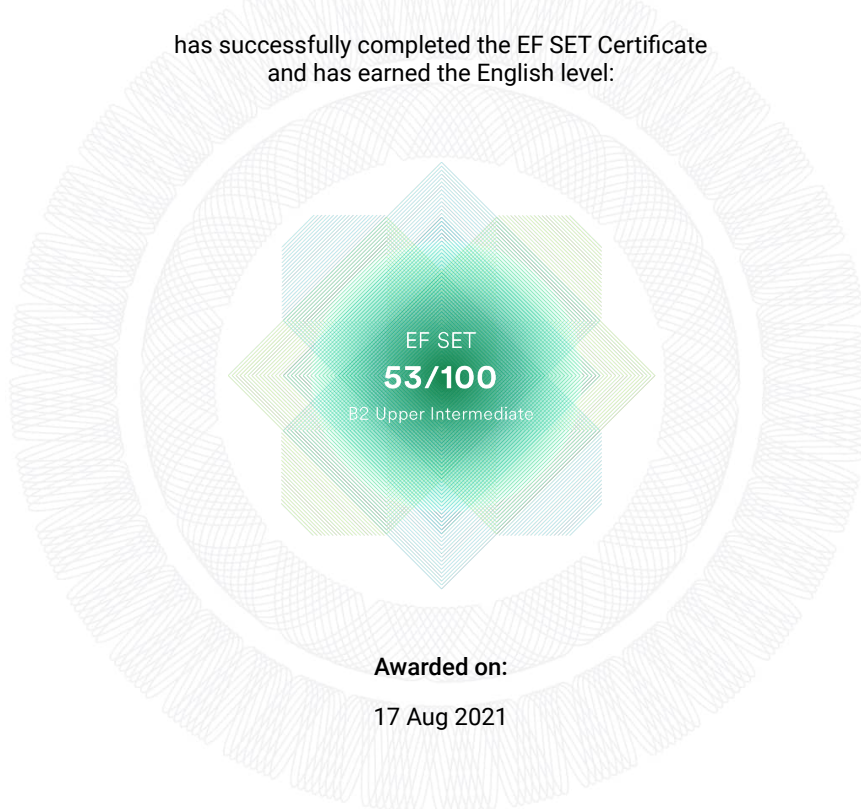 has successfully completed the EF SET Certificate
and has earned the English level:
EF SET
53/100
B2 Upper Intermediate
Awarded on:
17 Aug 2021